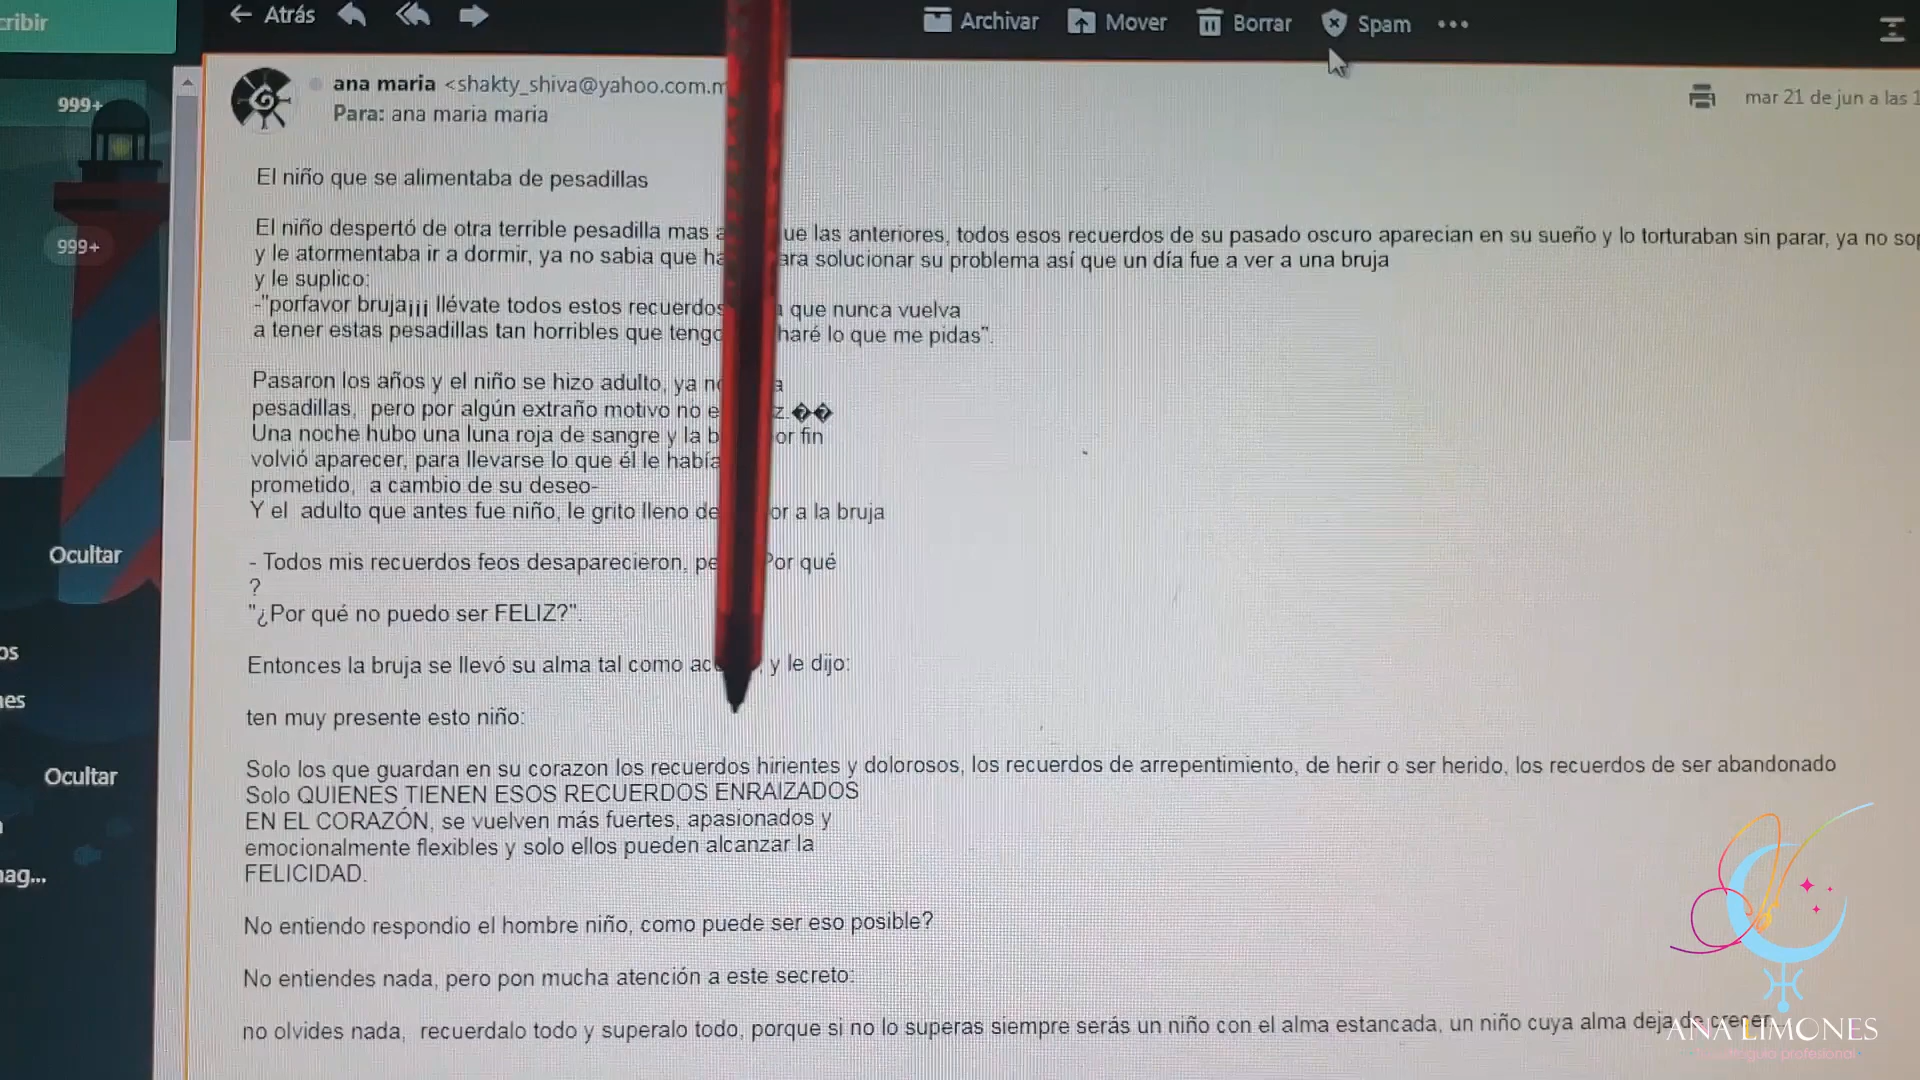 cribir
← Atrás
Archivar
Mover
Borrar
Spam
999+
ana maria <shakty_shiva@yahoo.com.m
Para: ana maria maria
mar 21 de jun a las 1
El niño que se alimentaba de pesadillas
999+
El niño despertó de otra terrible pesadilla mas a ue las anteriores, todos esos recuerdos de su pasado oscuro aparecian en su sueño y lo torturaban sin parar, ya no sop
y le atormentaba ir a dormir, ya no sabia que ha ara solucionar su problema así que un día fue a ver a una bruja
y le suplico:
-"porfavor bruja¡¡¡ llévate todos estos recuerdos a que nunca vuelva
a tener estas pesadillas tan horribles que tengo haré lo que me pidas".
Pasaron los años y el niño se hizo adulto, ya no a
pesadillas, pero por algún extraño motivo no e z.��
Una noche hubo una luna roja de sangre y la b or fin
volvió aparecer, para llevarse lo que él le había
prometido, a cambio de su deseo-
Y el adulto que antes fue niño, le grito lleno de or a la bruja
Ocultar
- Todos mis recuerdos feos desaparecieron, pe Por qué
?
"¿Por qué no puedo ser FELIZ?".
os
Entonces la bruja se llevó su alma tal como aco , y le dijo:
nes
ten muy presente esto niño:
Ocultar
Solo los que guardan en su corazon los recuerdos hirientes y dolorosos, los recuerdos de arrepentimiento, de herir o ser herido, los recuerdos de ser abandonado
Solo QUIENES TIENEN ESOS RECUERDOS ENRAIZADOS
EN EL CORAZÓN, se vuelven más fuertes, apasionados y
emocionalmente flexibles y solo ellos pueden alcanzar la
FELICIDAD.
nag...
No entiendo respondio el hombre niño, como puede ser eso posible?
No entiendes nada, pero pon mucha atención a este secreto:
no olvides nada, recuerdalo todo y superalo todo, porque si no lo superas siempre serás un niño con el alma estancada, un niño cuya alma deja de crecer
ANA LIMONES